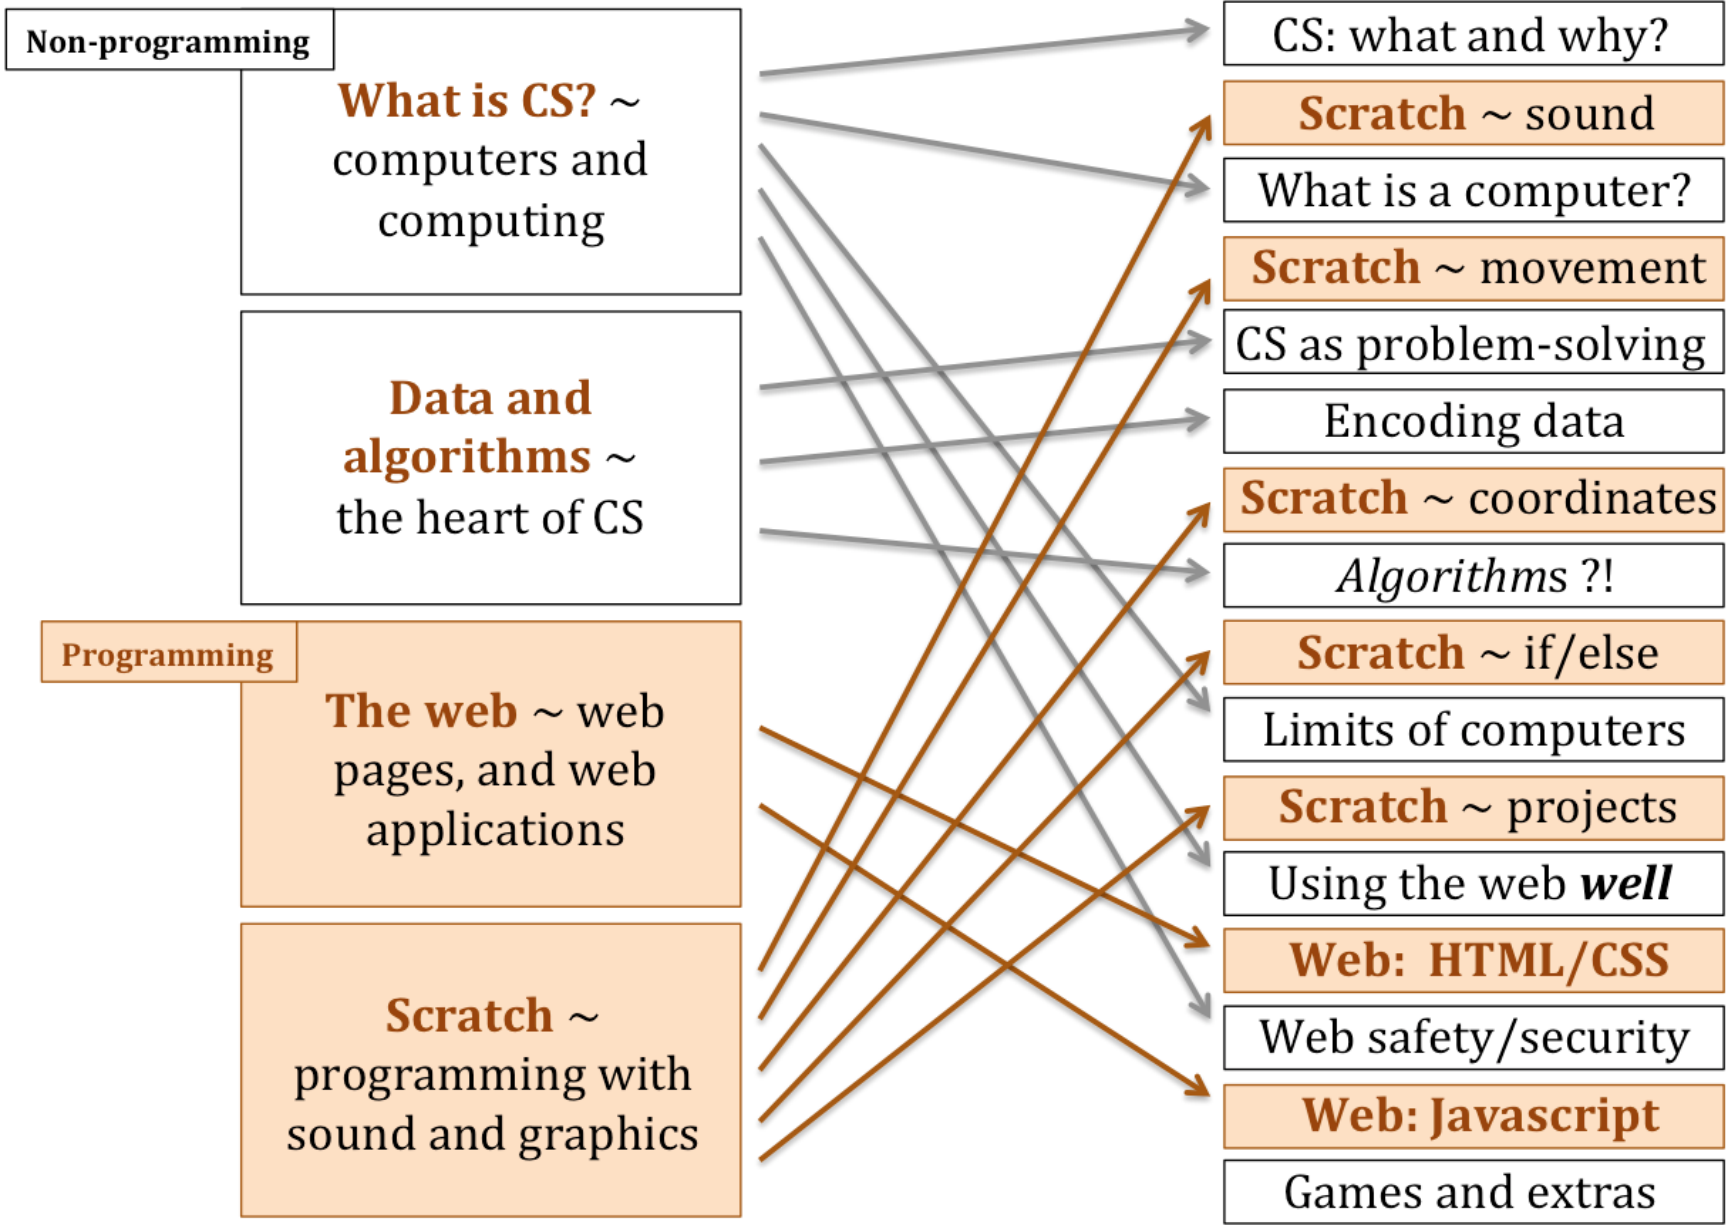 Non-programming
What is CS? ~
computers and
computing
Data and
algorithms ~
the heart of CS
Programming
The web ~ web
pages, and web
applications
Scratch ~
programming with
sound and graphics
CS: what and why?
Scratch ~ sound
What is a computer?
Scratch ~ movement
CS as problem-solving
Encoding data
Scratch ~ coordinates
Algorithms ?!
Scratch ~ if/else
Limits of computers
Scratch ~ projects
Using the web well
Web: HTML/CSS
Web safety/security
Web: Javascript
Games and extras